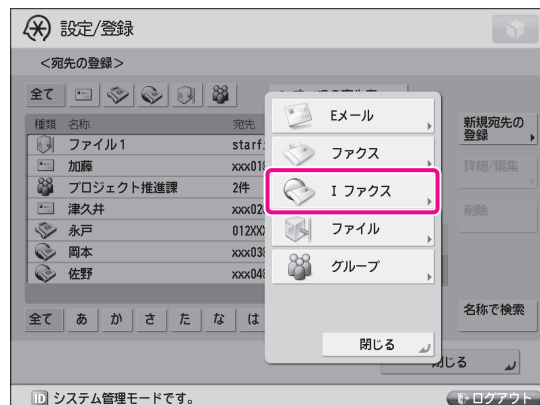 設定/登録
<宛先の登録>
全て
種類 名称 宛先
ファイル1 starf
加藤 xxx01
プロジェクト推進課 2件
津久井 xxx02
永戸 012XX
岡本 xxx03
佐野 xxx04
Eメール
ファクス
I ファクス
ファイル
グループ
閉じる
新規宛先の
登録
詳細/編集
削除
名称で検索
全て あ か さ た な は
閉じる
ID システム管理モードです。
ログアウト